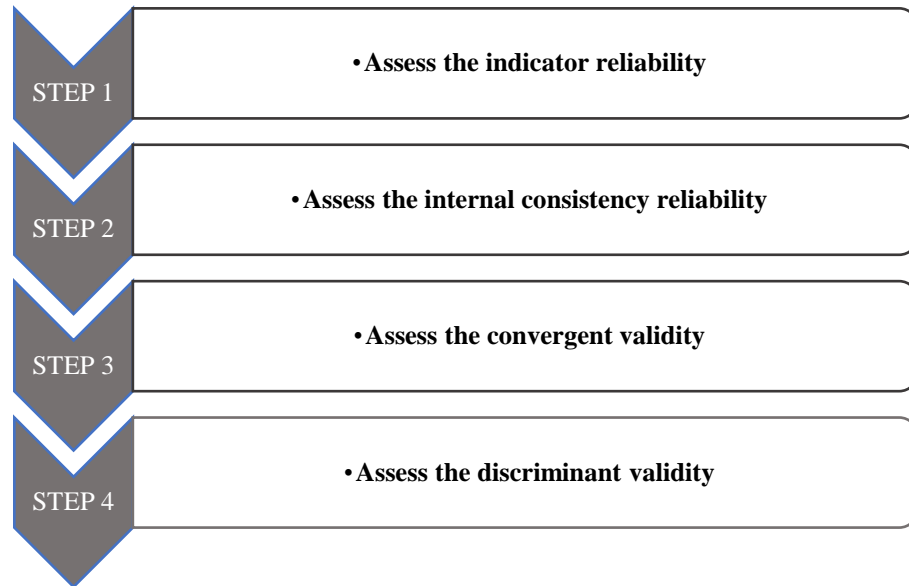 STEP 1
•Assess the indicator reliability
STEP 2
•Assess the internal consistency reliability
STEP 3
•Assess the convergent validity
STEP 4
•Assess the discriminant validity